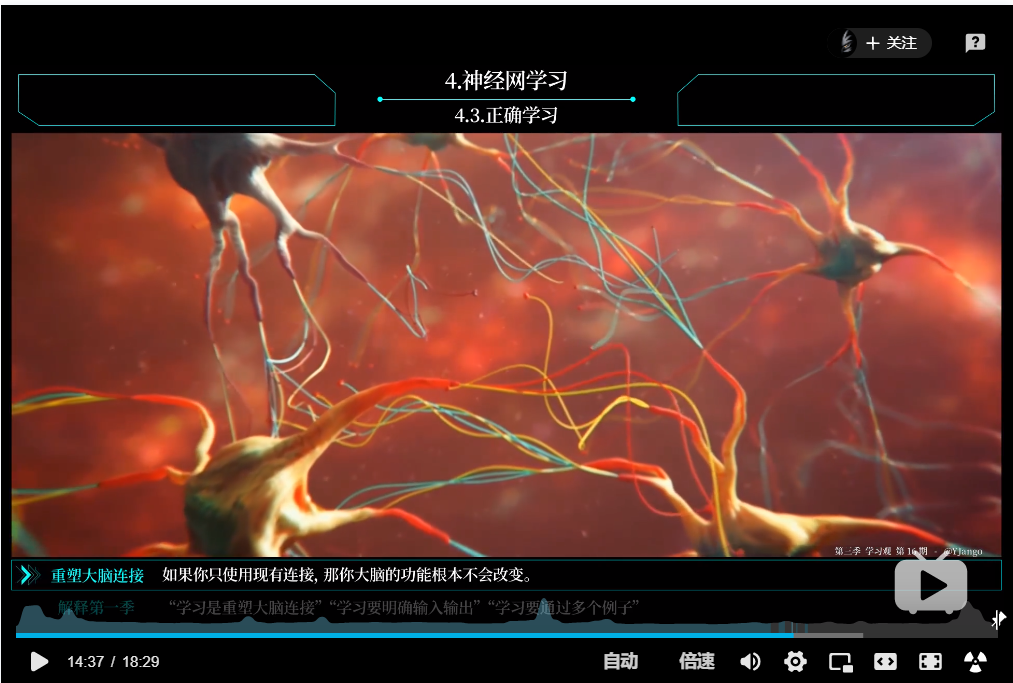 + 关注
4.神经网学习
4.3.正确学习
第三季 学习观 第16期 - @YJango
重塑大脑连接 如果你只使用现有连接, 那你大脑的功能根本不会改变。
解释第一季 “学习是重塑大脑连接” “学习要明确输入输出” “学习要通过多个例子”
14:37 / 18:29 自动 倍速